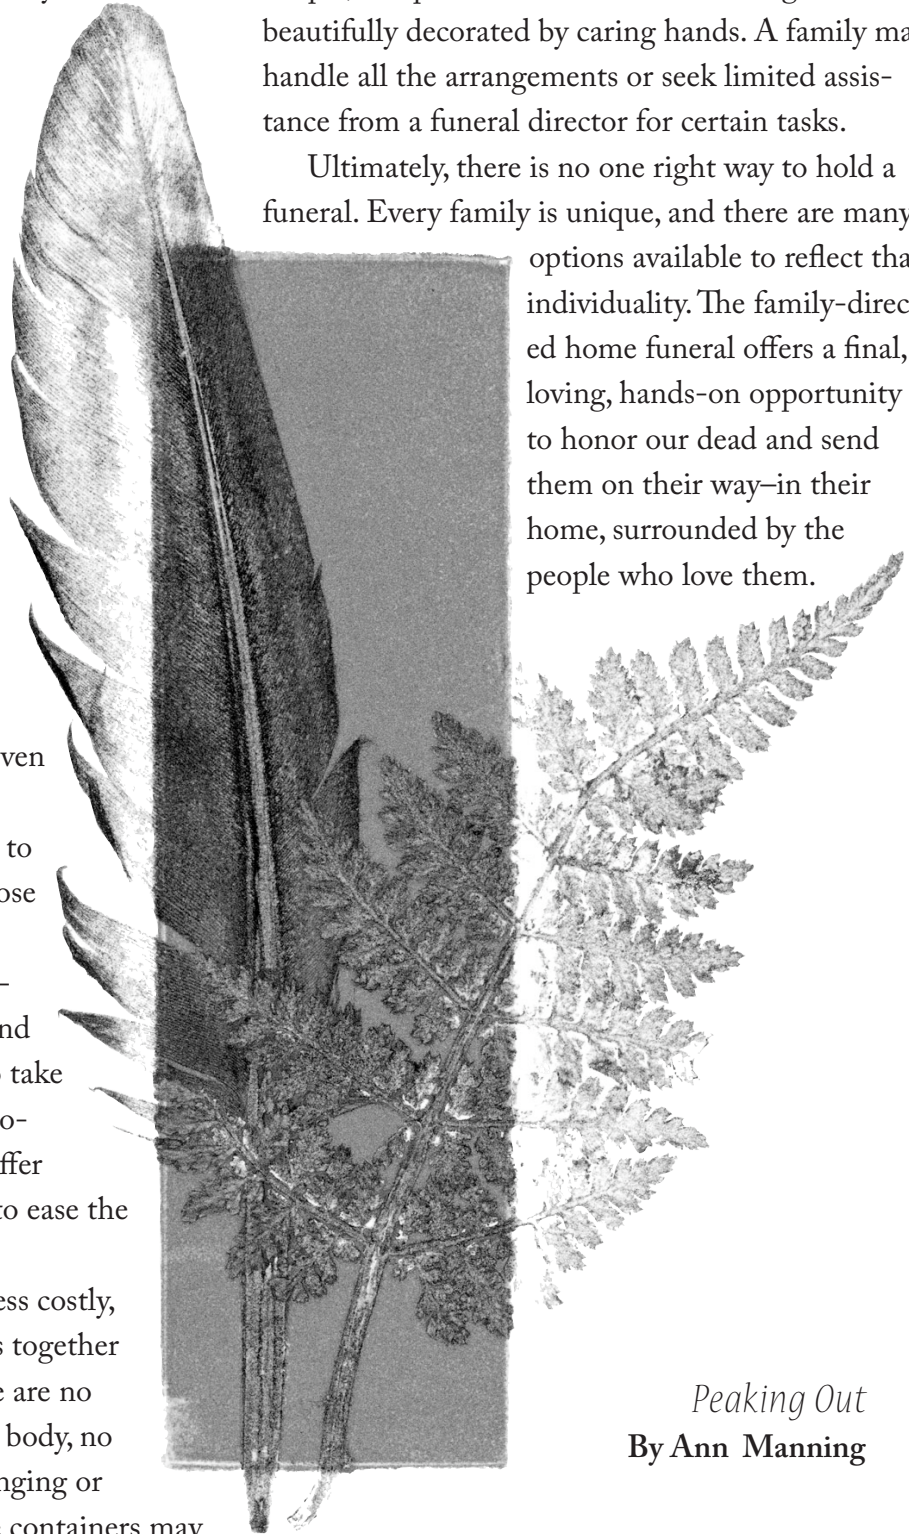 ven
to
ose
–
nd
take
o-
ffer
to ease the
ess costly,
s together
e are no
body, no
nging or
containers may
beautifully decorated by caring hands. A family ma
handle all the arrangements or seek limited assis-
tance from a funeral director for certain tasks.
Ultimately, there is no one right way to hold a
funeral. Every family is unique, and there are many
options available to reflect tha
individuality. The family-direc
ed home funeral offers a final,
loving, hands-on opportunity
to honor our dead and send
them on their way–in their
home, surrounded by the
people who love them.
Peaking Out
By Ann Manning